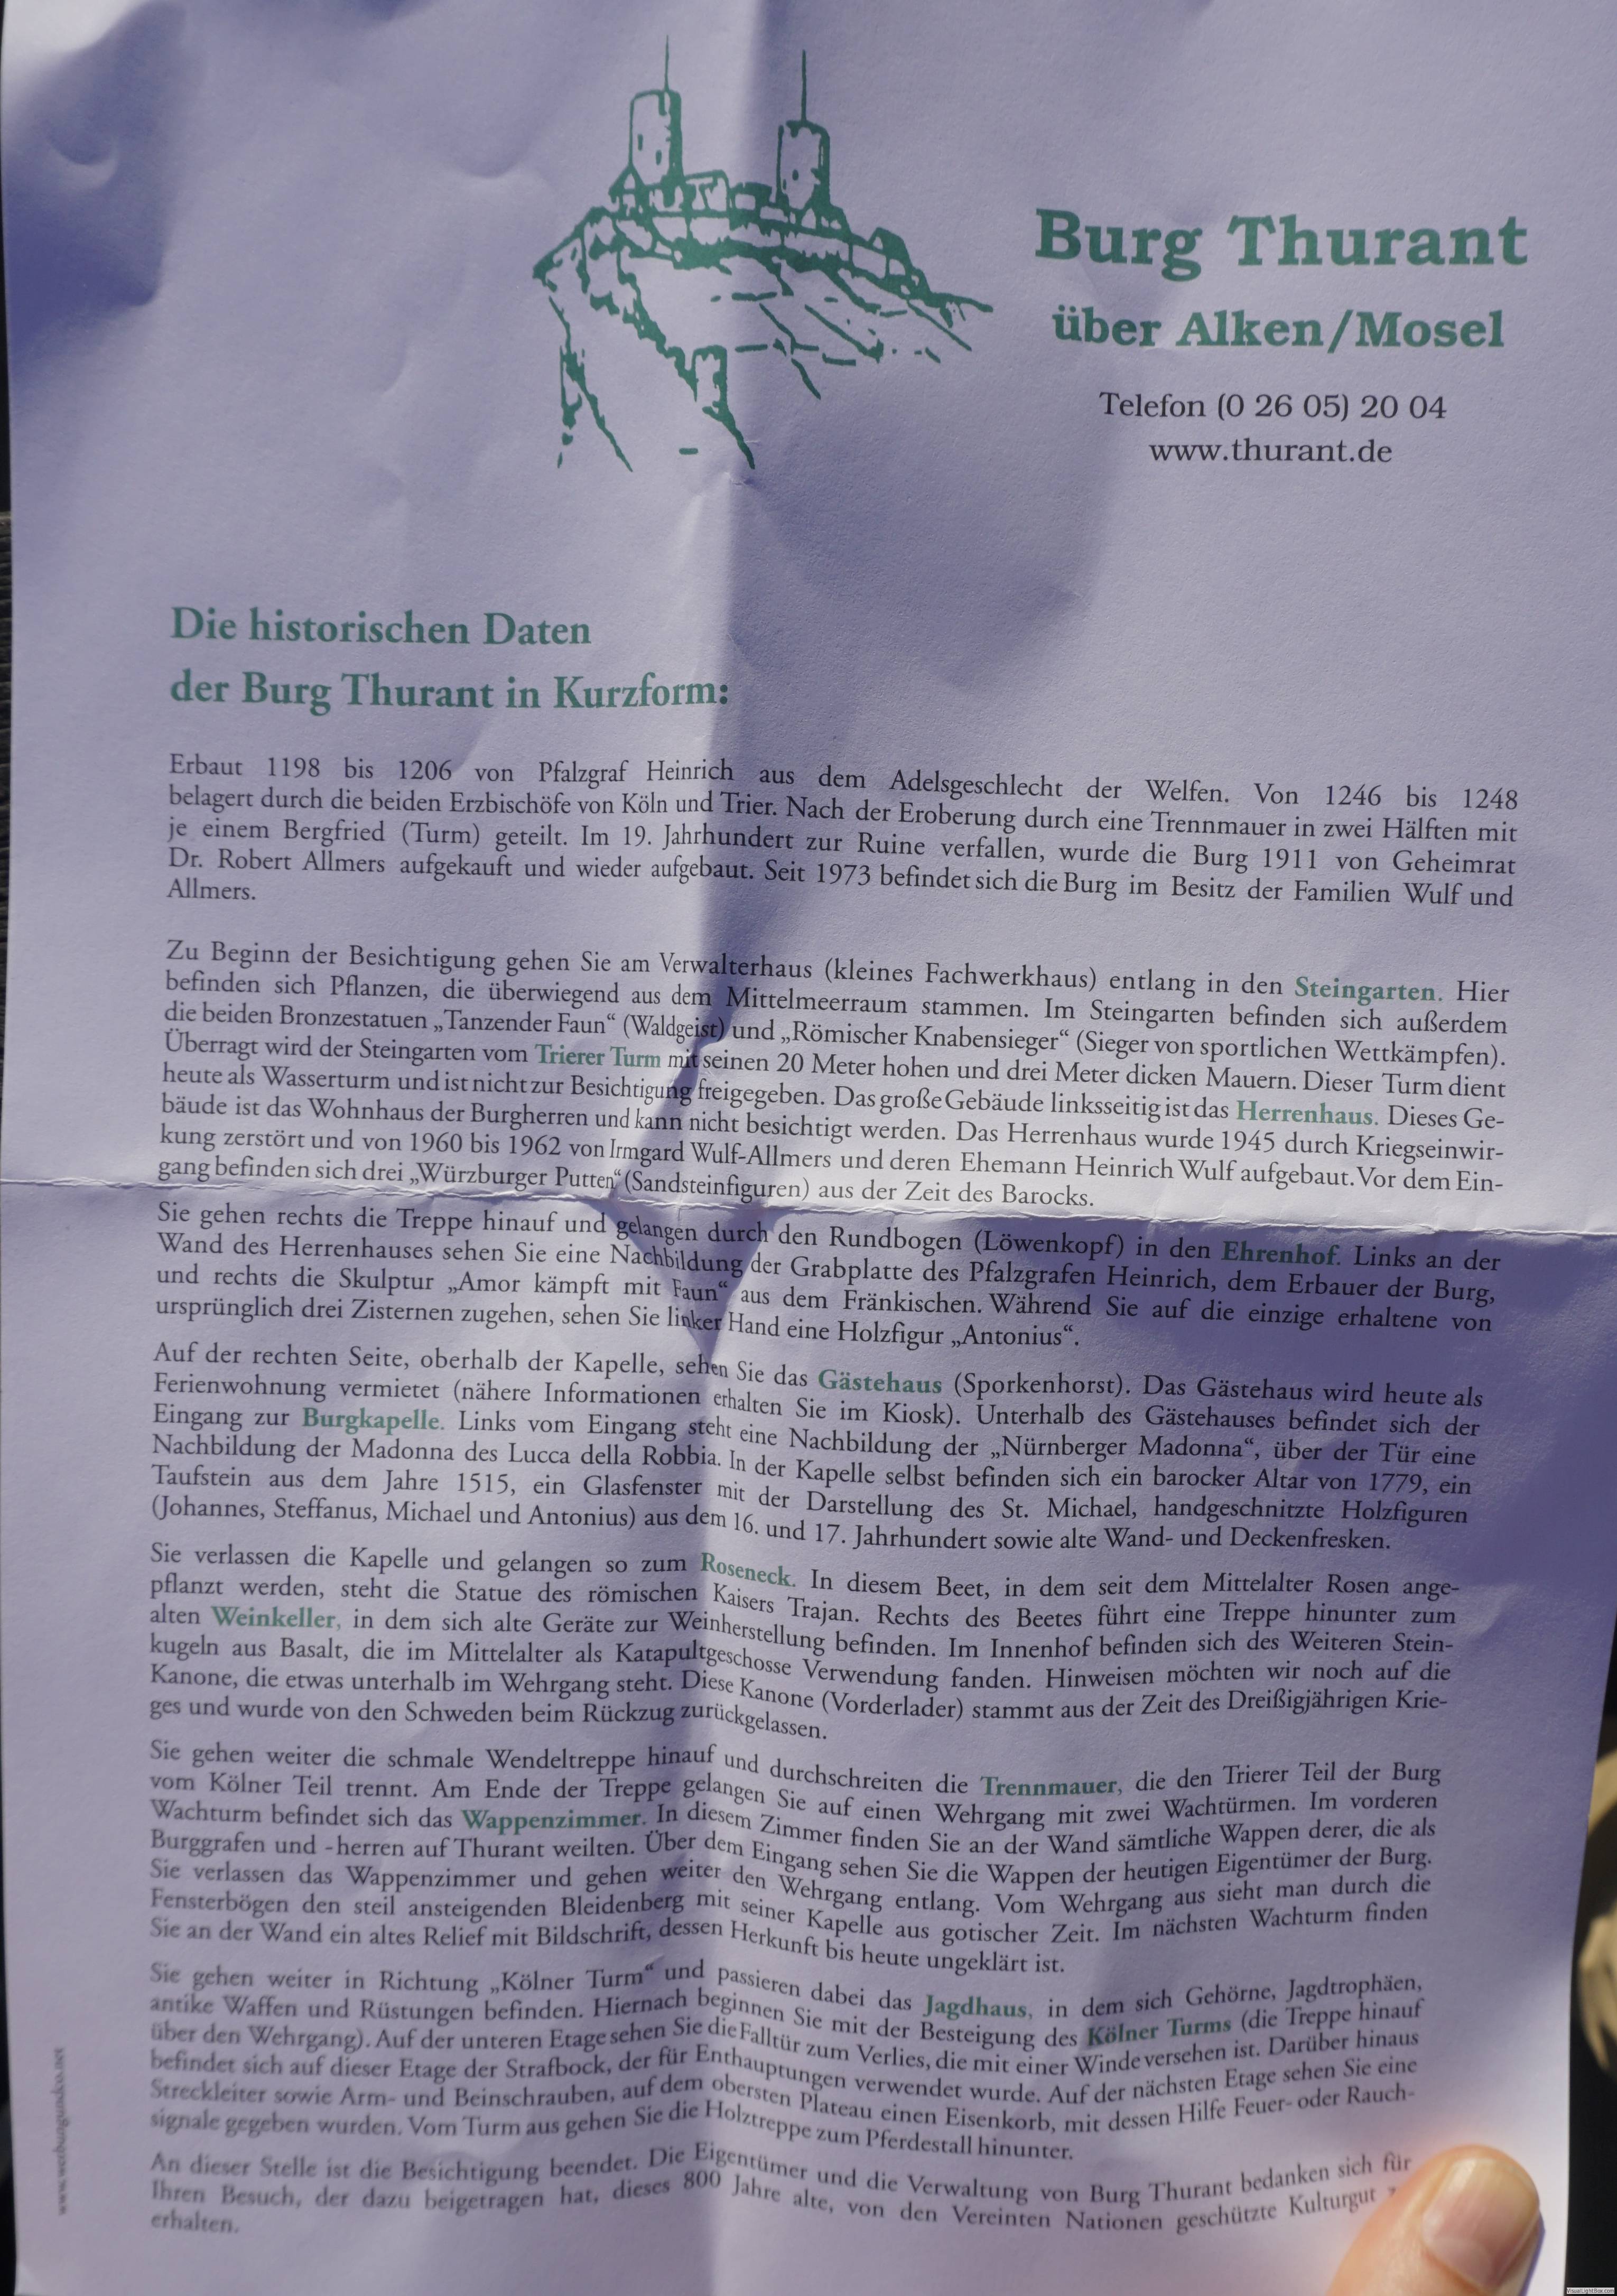 Burg Thurant
über Alken/Mosel
Telefon (0 26 05) 20 04
www.thurant.de
Die historischen Daten
der Burg Thurant in Kurzform:
Erbaut 1198 bis 1206 von Pfalzgraf Heinrich aus dem Adelsgeschlecht der Welfen. Von 1246 bis 1248
belagert durch die beiden Erzbischöfe von Köln und Trier. Nach der Eroberung durch eine Trennmauer in zwei Hälften mit
je einem Bergfried (Turm) geteilt. Im 19. Jahrhundert zur Ruine verfallen, wurde die Burg 1911 von Geheimrat
Dr. Robert Allmers aufgekauft und wieder aufgebaut. Seit 1973 befindet sich die Burg im Besitz der Familien Wulf und
Allmers.
Zu Beginn der Besichtigung gehen Sie am Verwalterhaus (kleines Fachwerkhaus) entlang in den Steingarten. Hier
befinden sich Pflanzen, die überwiegend aus dem Mittelmeerraum stammen. Im Steingarten befinden sich außerdem
die beiden Bronzestatuen „Tanzender Faun“ (Waldgeist) und „Römischer Knabensieger“ (Sieger von sportlichen Wettkämpfen).
Überragt wird der Steingarten vom Trierer Turm mit seinen 20 Meter hohen und drei Meter dicken Mauern. Dieser Turm dient
heute als Wasserturm und ist nicht zur Besichtigung freigegeben. Das große Gebäude linksseitig ist das Herrenhaus. Dieses Ge-
bäude ist das Wohnhaus der Burgherren und kann nicht besichtigt werden. Das Herrenhaus wurde 1945 durch Kriegseinwir-
kung zerstört und von 1960 bis 1962 von Irmgard Wulf-Allmers und deren Ehemann Heinrich Wulf aufgebaut. Vor dem Ein-
gang befinden sich drei „Würzburger Putten“ (Sandsteinfiguren) aus der Zeit des Barocks.
Sie gehen rechts die Treppe hinauf und gelangen durch den Rundbogen (Löwenkopf) in den Ehrenhof. Links an der
Wand des Herrenhauses sehen Sie eine Nachbildung der Grabplatte des Pfalzgrafen Heinrich, dem Erbauer der Burg,
und rechts die Skulptur „Amor kämpft mit Faun“ aus dem Fränkischen. Während Sie auf die einzige erhaltene von
ursprünglich drei Zisternen zugehen, sehen Sie linker Hand eine Holzfigur „Antonius“.
Auf der rechten Seite, oberhalb der Kapelle, sehen Sie das Gästehaus (Sporkenhorst). Das Gästehaus wird heute als
Ferienwohnung vermietet (nähere Informationen erhalten Sie im Kiosk). Unterhalb des Gästehauses befindet sich der
Eingang zur Burgkapelle. Links vom Eingang steht eine Nachbildung der „Nürnberger Madonna“, über der Tür eine
Nachbildung der Madonna des Lucca della Robbia. In der Kapelle selbst befinden sich ein barocker Altar von 1779, ein
Taufstein aus dem Jahre 1515, ein Glasfenster mit der Darstellung des St. Michael, handgeschnitzte Holzfiguren
(Johannes, Steffanus, Michael und Antonius) aus dem 16. und 17. Jahrhundert sowie alte Wand- und Deckenfresken.
Sie verlassen die Kapelle und gelangen so zum Roseneck. In diesem Beet, in dem seit dem Mittelalter Rosen ange-
pflanzt werden, steht die Statue des römischen Kaisers Trajan. Rechts des Beetes führt eine Treppe hinunter zum
alten Weinkeller, in dem sich alte Geräte zur Weinherstellung befinden. Im Innenhof befinden sich des Weiteren Stein-
kugeln aus Basalt, die im Mittelalter als Katapultgeschosse Verwendung fanden. Hinweisen möchten wir noch auf die
Kanone, die etwas unterhalb im Wehrgang steht. Diese Kanone (Vorderlader) stammt aus der Zeit des Dreißigjährigen Krie-
ges und wurde von den Schweden beim Rückzug zurückgelassen.
Sie gehen weiter die schmale Wendeltreppe hinauf und durchschreiten die Trennmauer, die den Trierer Teil der Burg
vom Kölner Teil trennt. Am Ende der Treppe gelangen Sie auf einen Wehrgang mit zwei Wachtürmen. Im vorderen
Wachturm befindet sich das Wappenzimmer. In diesem Zimmer finden Sie an der Wand sämtliche Wappen derer, die als
Burggrafen und -herren auf Thurant weilten. Über dem Eingang sehen Sie die Wappen der heutigen Eigentümer der Burg.
Sie verlassen das Wappenzimmer und gehen weiter den Wehrgang entlang. Vom Wehrgang aus sieht man durch die
Fensterbögen den steil ansteigenden Bleidenberg mit seiner Kapelle aus gotischer Zeit. Im nächsten Wachturm finden
Sie an der Wand ein altes Relief mit Bildschrift, dessen Herkunft bis heute ungeklärt ist.
Sie gehen weiter in Richtung „Kölner Turm“ und passieren dabei das Jagdhaus, in dem sich Gehörne, Jagdtrophäen,
antike Waffen und Rüstungen befinden. Hiernach beginnen Sie mit der Besteigung des Kölner Turms (die Treppe hinauf
über den Wehrgang). Auf der unteren Etage sehen Sie die Falltür zum Verlies, die mit einer Winde versehen ist. Darüber hinaus
befindet sich auf dieser Etage der Strafbock, der für Enthauptungen verwendet wurde. Auf der nächsten Etage sehen Sie eine
Streckleiter sowie Arm- und Beinschrauben, auf dem obersten Plateau einen Eisenkorb, mit dessen Hilfe Feuer- oder Rauch-
signale gegeben wurden. Vom Turm aus gehen Sie die Holztreppe zum Pferdestall hinunter.
An dieser Stelle ist die Besichtigung beendet. Die Eigentümer und die Verwaltung von Burg Thurant bedanken sich für
Ihren Besuch, der dazu beigetragen hat, dieses 800 Jahre alte, von den Vereinten Nationen geschützte Kulturgut
erhalten.